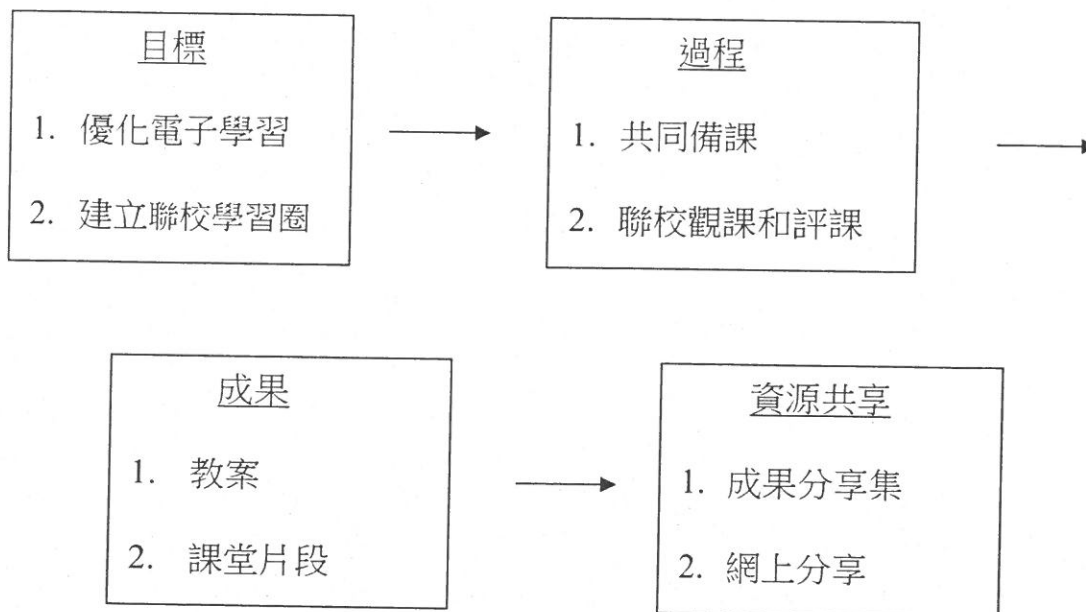 目標
1. 優化電子學習
2. 建立聯校學習圈
過程
1. 共同備課
2. 聯校觀課和評課
成果
1. 教案
2. 課堂片段
資源共享
1. 成果分享集
2. 網上分享